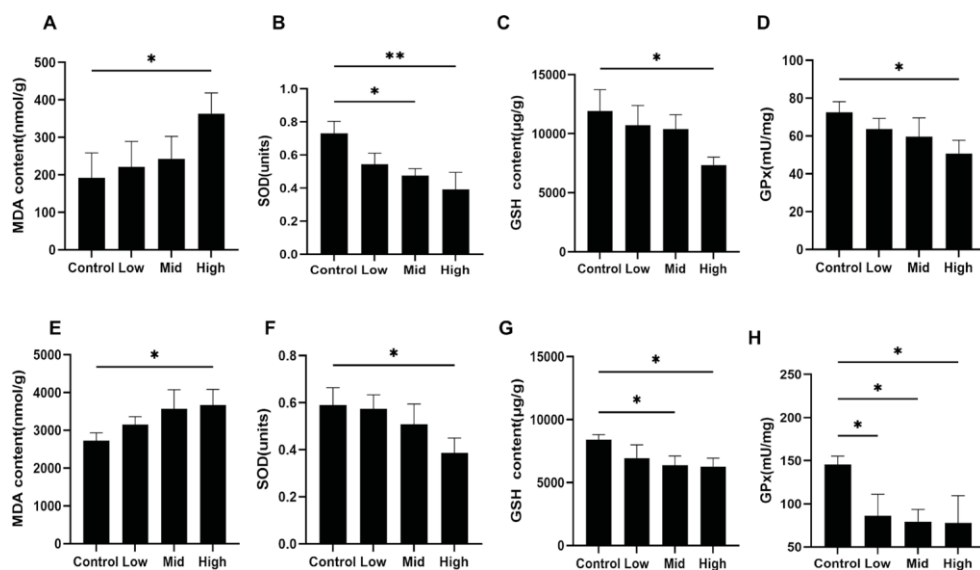 A
MDA content(nmol/g)
500
400
300
200
100
0
*
Control Low Mid High
B
SOD(units)
1.0
0.8
0.6
0.4
0.2
0.0
**
*
Control Low Mid High
C
GSH content(μg/g)
15000
10000
5000
0
*
Control Low Mid High
D
GPx(mU/mg)
100
80
60
40
20
0
*
Control Low Mid High
E
MDA content(nmol/g)
5000
4000
3000
2000
1000
0
*
Control Low Mid High
F
SOD(units)
0.8
0.6
0.4
0.2
0.0
*
Control Low Mid High
G
GSH content(μg/g)
15000
10000
5000
0
*
*
Control Low Mid High
H
GPx(mU/mg)
250
200
150
100
50
*
*
*
Control Low Mid High